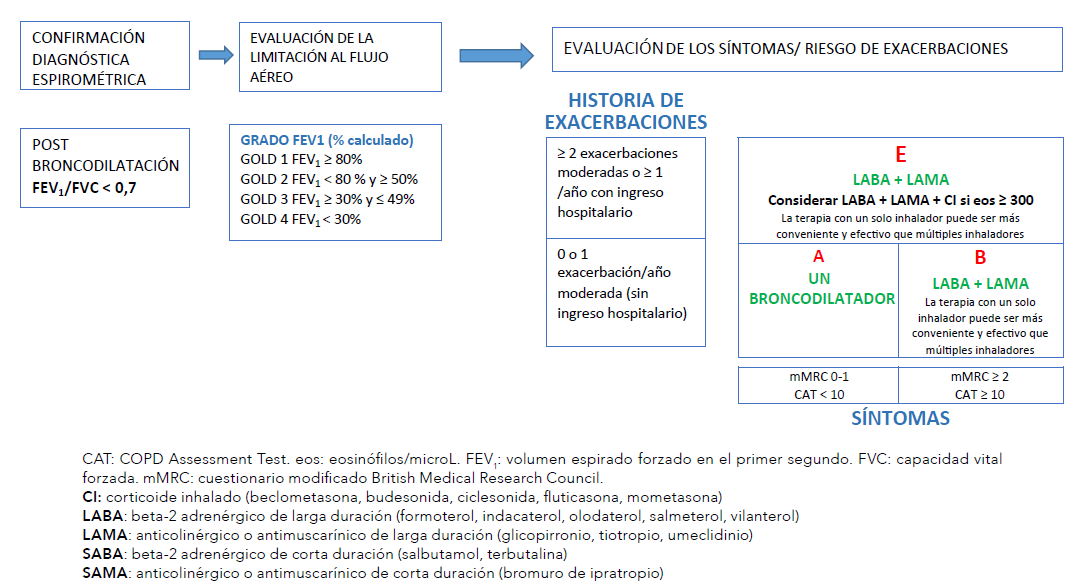 CONFIRMACIÓN
DIAGNÓSTICA
ESPIROMÉTRICA
EVALUACIÓN DE LA
LIMITACIÓN AL FLUJO
AÉREO
EVALUACIÓN DE LOS SÍNTOMAS/ RIESGO DE EXACERBACIONES
POST
BRONCODILATACIÓN
FEV₁/FVC < 0,7
GRADO FEV1 (% calculado)
GOLD 1 FEV₁ ≥ 80%
GOLD 2 FEV₁ < 80 % y ≥ 50%
GOLD 3 FEV₁ ≥ 30% y ≤ 49%
GOLD 4 FEV₁ < 30%
HISTORIA DE
EXACERBACIONES
≥ 2 exacerbaciones
moderadas o ≥ 1
/año con ingreso
hospitalario
0 o 1
exacerbación/año
moderada (sin
ingreso hospitalario)
E
LABA + LAMA
Considerar LABA + LAMA + CI si eos ≥ 300
La terapia con un solo inhalador puede ser más
conveniente y efectivo que múltiples inhaladores
A
UN
BRONCODILATADOR
B
LABA + LAMA
La terapia con un solo
inhalador puede ser más
conveniente y efectivo que
múltiples inhaladores
mMRC 0-1
CAT < 10
mMRC ≥ 2
CAT ≥ 10
SÍNTOMAS
CAT: COPD Assessment Test. eos: eosinófilos/microL. FEV₁: volumen espirado forzado en el primer segundo. FVC: capacidad vital
forzada. mMRC: cuestionario modificado British Medical Research Council.
CI: corticoide inhalado (beclometasona, budesonida, ciclesonida, fluticasona, mometasona)
LABA: beta-2 adrenérgico de larga duración (formoterol, indacaterol, olodaterol, salmeterol, vilanterol)
LAMA: anticolinérgico o antimuscarínico de larga duración (glicopirronio, tiotropio, umeclidinio)
SABA: beta-2 adrenérgico de corta duración (salbutamol, terbutalina)
SAMA: anticolinérgico o antimuscarínico de corta duración (bromuro de ipratropio)